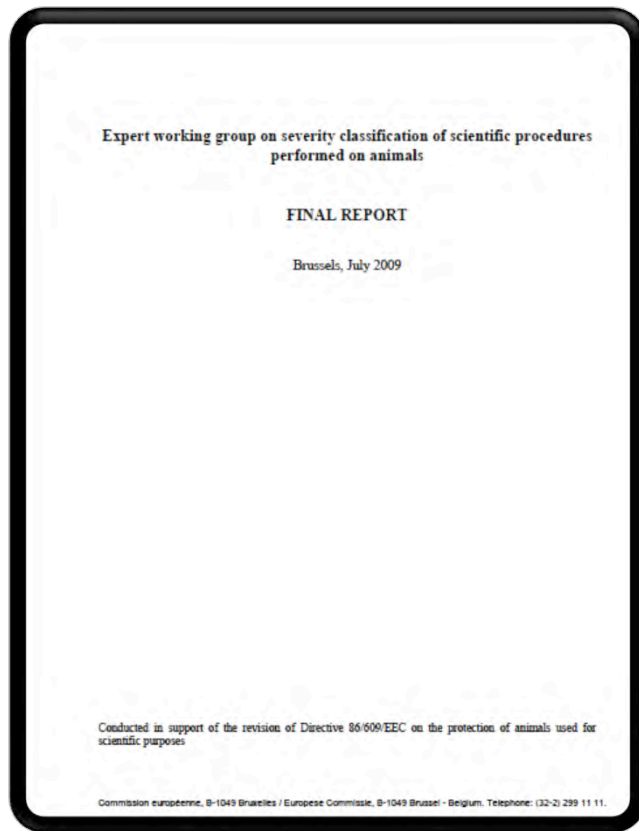 Expert working group on severity classification of scientific procedures
performed on animals
FINAL REPORT
Brussels, July 2009
Conducted in support of the revision of Directive 86/609/EEC on the protection of animals used for
scientific purposes
Commission européenne, B-1049 Bruxelles / Europese Commissie, B-1049 Brussel - Belgium. Telephone: (32-2) 299 11 11.